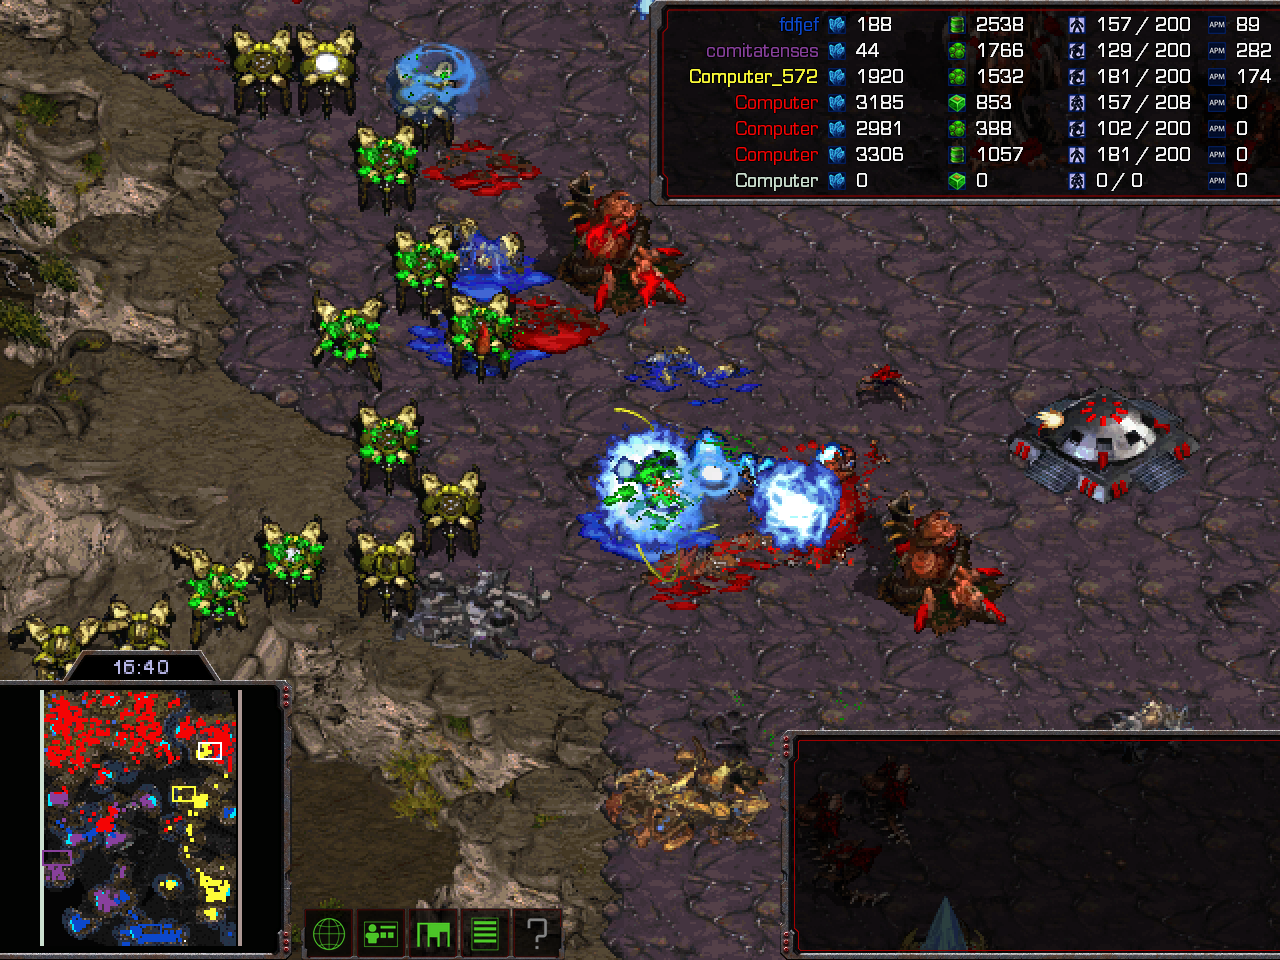 fdfjef 188 2538 157 / 200 APM 89
comitatenses 44 1766 129 / 200 APM 282
Computer_572 1920 1532 181 / 200 APM 174
Computer 3185 853 157 / 208 APM 0
Computer 2981 388 102 / 200 APM 0
Computer 3306 1057 181 / 200 APM 0
Computer 0 0 0 / 0 APM 0
16:40
?